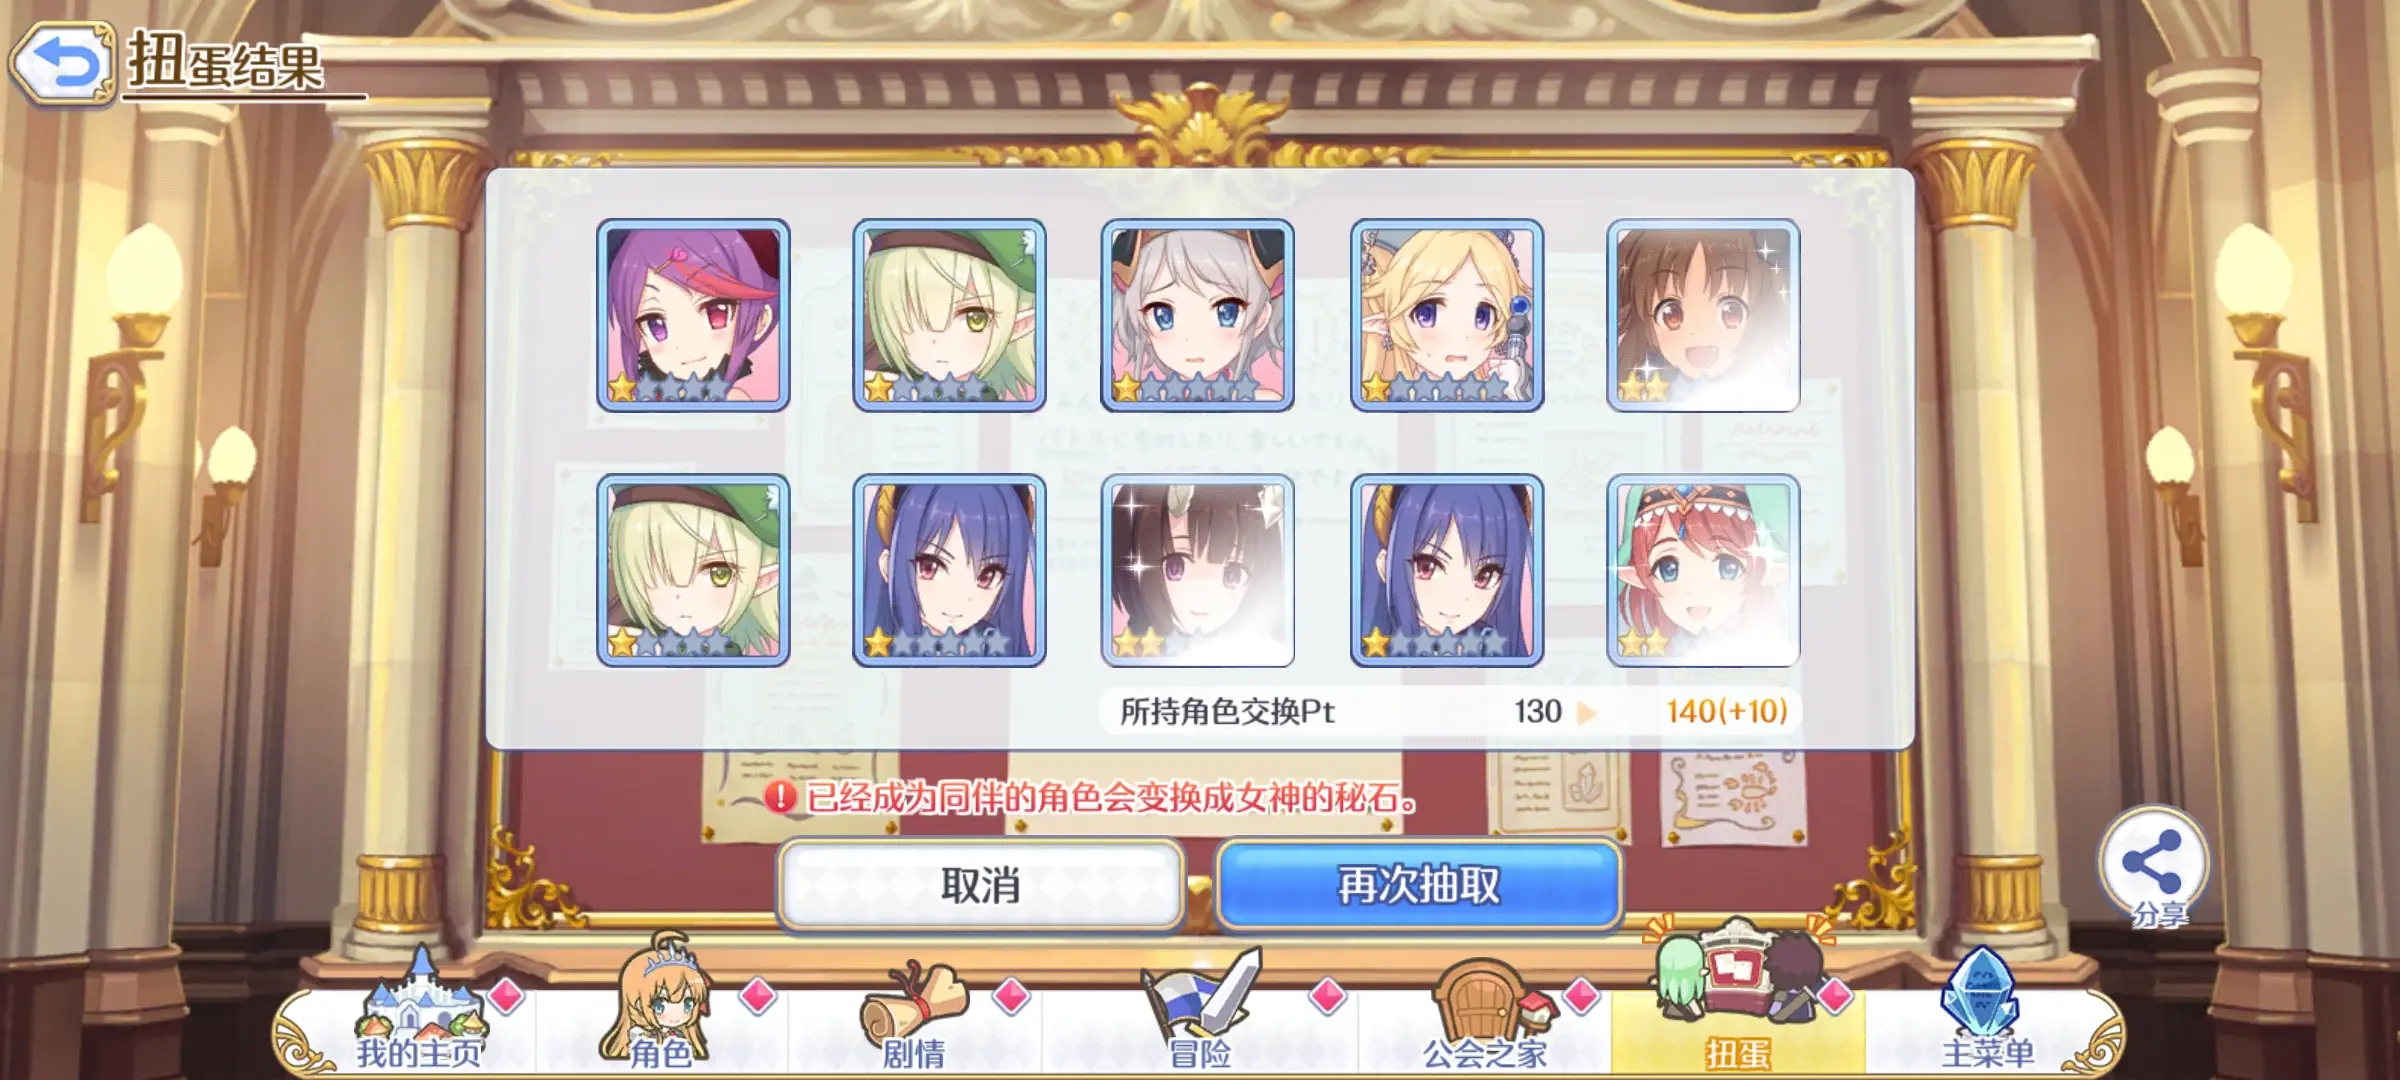 扭蛋结果
所持角色交换Pt 130 140(+10)
已经成为同伴的角色会变换成女神的秘石。
取消
再次抽取
分享
我的主页
角色
剧情
冒险
公会之家
扭蛋
主菜单